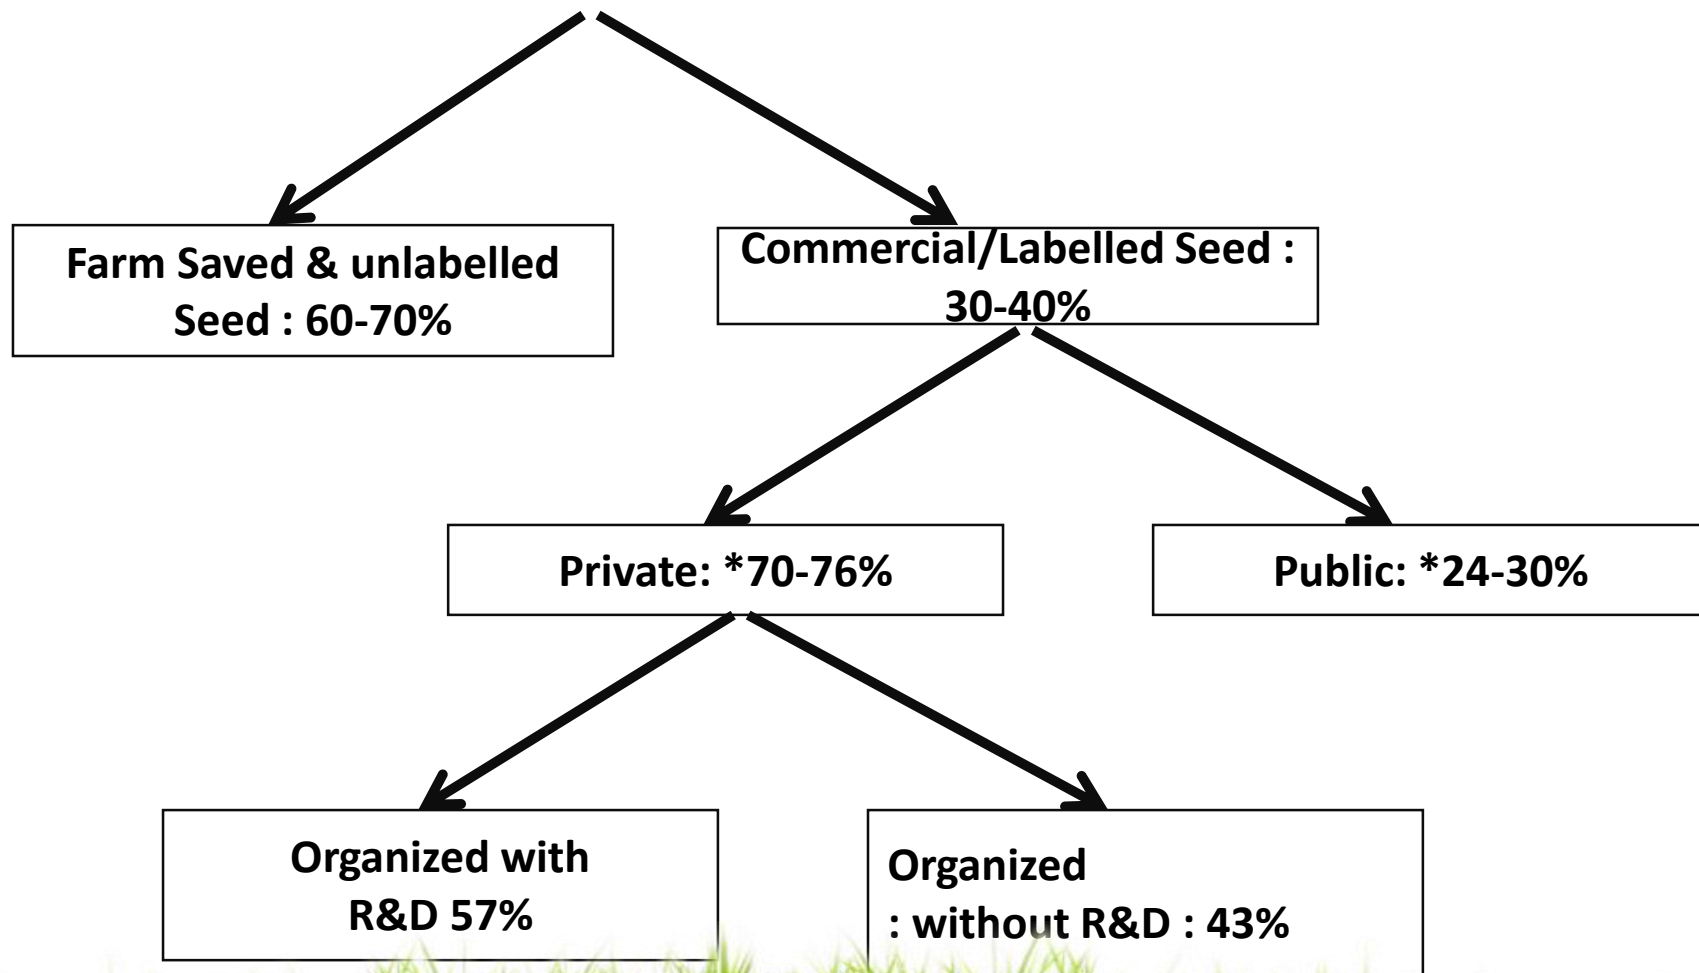 Farm Saved & unlabelled
Seed : 60-70%
Commercial/Labelled Seed :
30-40%
Private: *70-76%
Public: *24-30%
Organized with
R&D 57%
Organized
: without R&D : 43%